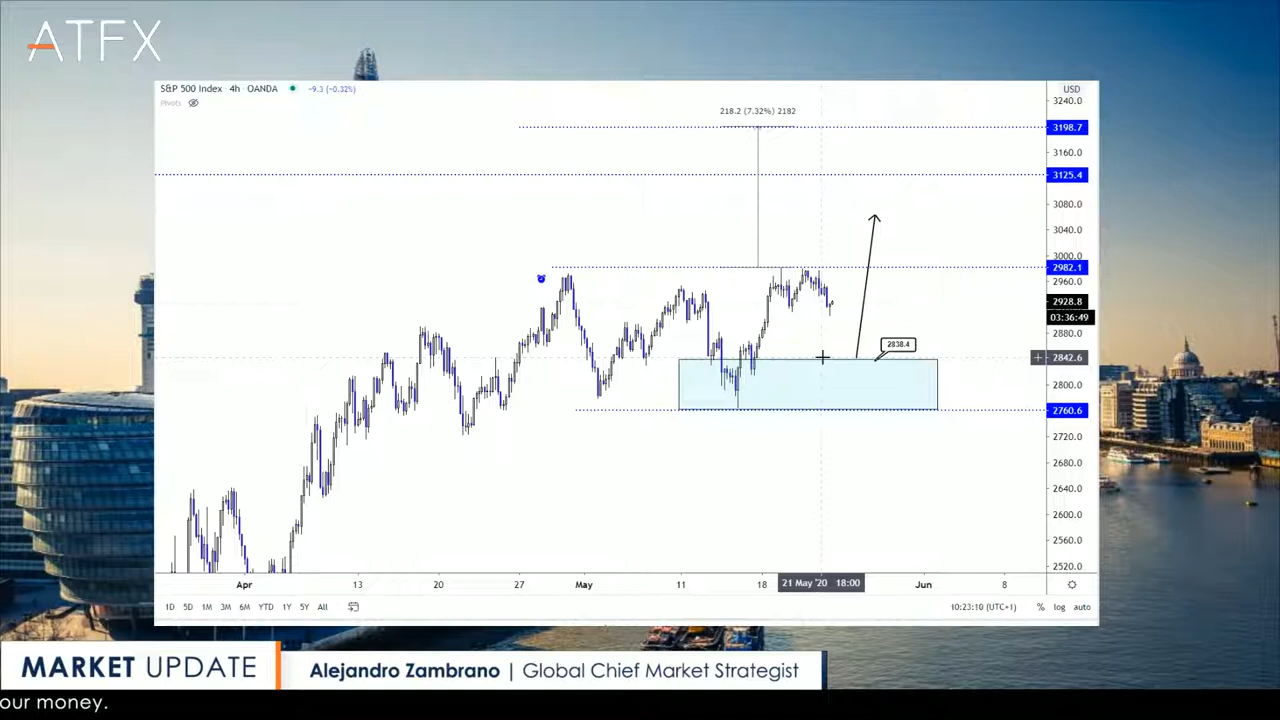 ATFX
S&P 500 Index · 4h · OANDA −9.3 (−0.32%)
Pivots
USD
3240.0
218.2 (7.32%) 2182
3198.7
3160.0
3125.4
3080.0
3040.0
3000.0
2982.1
2960.0
2928.8
03:36:49
2880.0
2838.4
2842.6
2800.0
2760.6
2720.0
2680.0
2640.0
2600.0
2560.0
2520.0
Apr 13 20 27 May 11 18 21 May '20 18:00 Jun 8
1D 5D 1M 3M 6M YTD 1Y 5Y All 10:23:10 (UTC+1) % log auto
MARKET UPDATE
Alejandro Zambrano | Global Chief Market Strategist
our money.